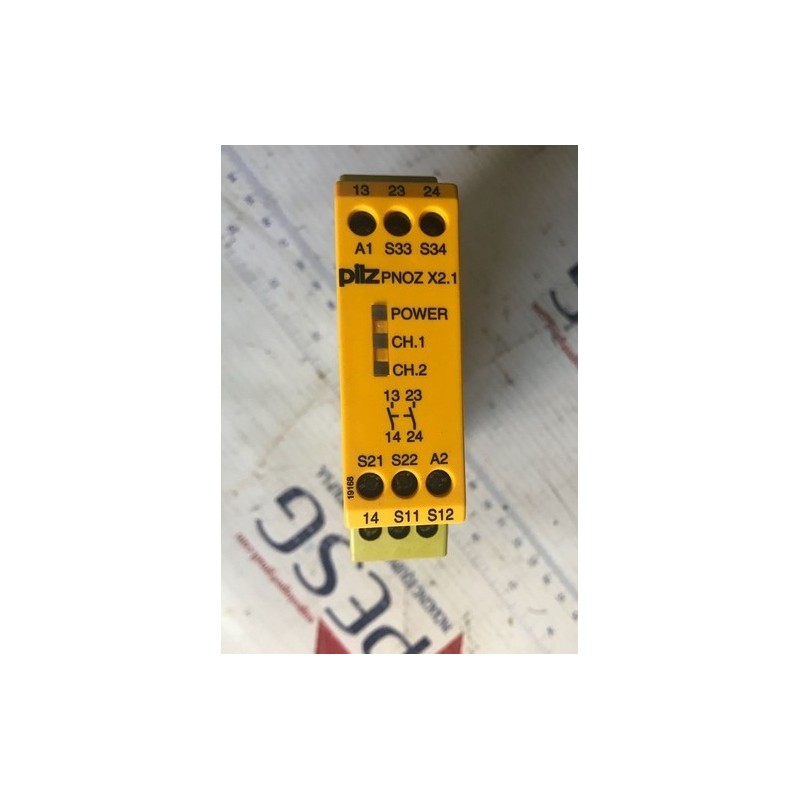 13 23 24
A1 S33 S34
pilz PNOZ X2.1
POWER
CH.1
CH.2
13 23
14 24
S21 S22 A2
19168
14 S11 S12
PESG